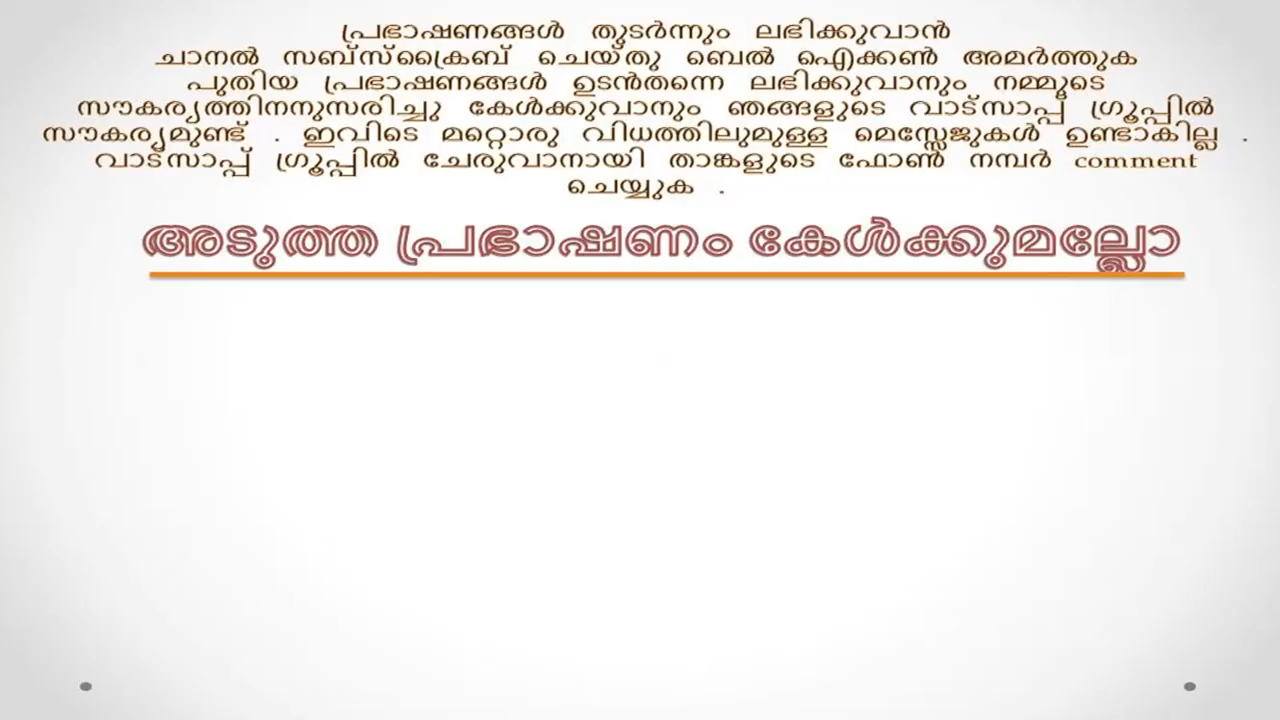 പ്രഭാഷണങ്ങൾ തുടർന്നും ലഭിക്കുവാൻ
ചാനൽ സബ്സ്ക്രൈബ് ചെയ്തു ബെൽ ഐക്കൺ അമർത്തുക
പുതിയ പ്രഭാഷണങ്ങൾ ഉടൻതന്നെ ലഭിക്കുവാനും നമ്മുടെ
സൗകര്യത്തിനനുസരിച്ചു കേൾക്കുവാനും ഞങ്ങളുടെ വാട്സാപ്പ് ഗ്രൂപ്പിൽ
സൗകര്യമുണ്ട് . ഇവിടെ മറ്റൊരു വിധത്തിലുമുള്ള മെസ്സേജുകൾ ഉണ്ടാകില്ല .
വാട്സാപ്പ് ഗ്രൂപ്പിൽ ചേരുവാനായി താങ്കളുടെ ഫോൺ നമ്പർ comment
ചെയ്യുക .
അടുത്ത പ്രഭാഷണം കേൾക്കുമല്ലോ